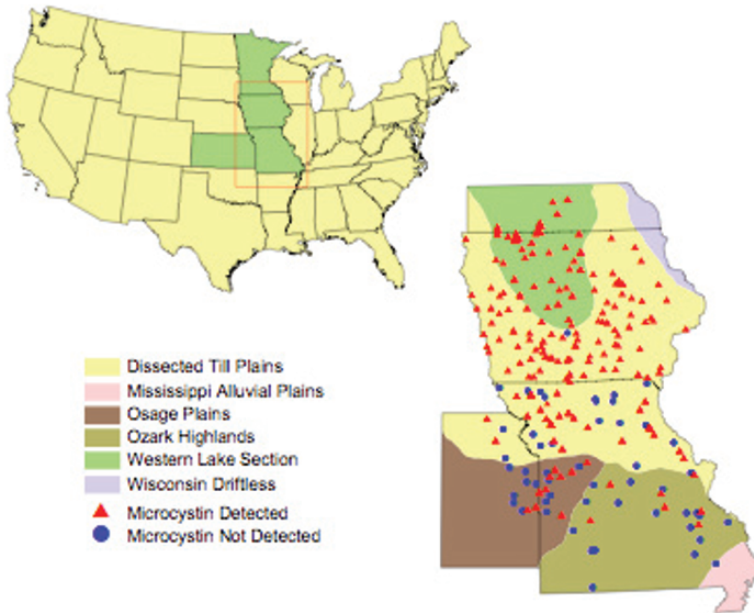 Dissected Till Plains
Mississippi Alluvial Plains
Osage Plains
Ozark Highlands
Western Lake Section
Wisconsin Driftless
Microcystin Detected
Microcystin Not Detected